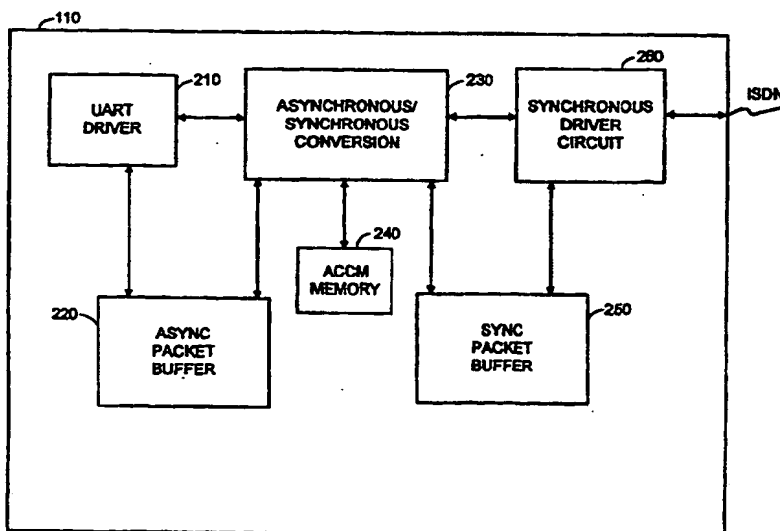 110
210
UART
DRIVER
230
ASYNCHRONOUS/
SYNCHRONOUS
CONVERSION
260
SYNCHRONOUS
DRIVER
CIRCUIT
ISDN
240
ACCM
MEMORY
220
ASYNC
PACKET
BUFFER
250
SYNC
PACKET
BUFFER